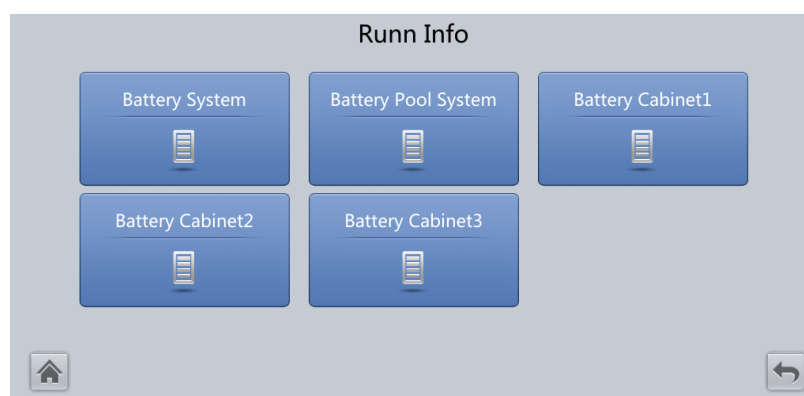 Runn Info
Battery System
Battery Pool System
Battery Cabinet1
Battery Cabinet2
Battery Cabinet3